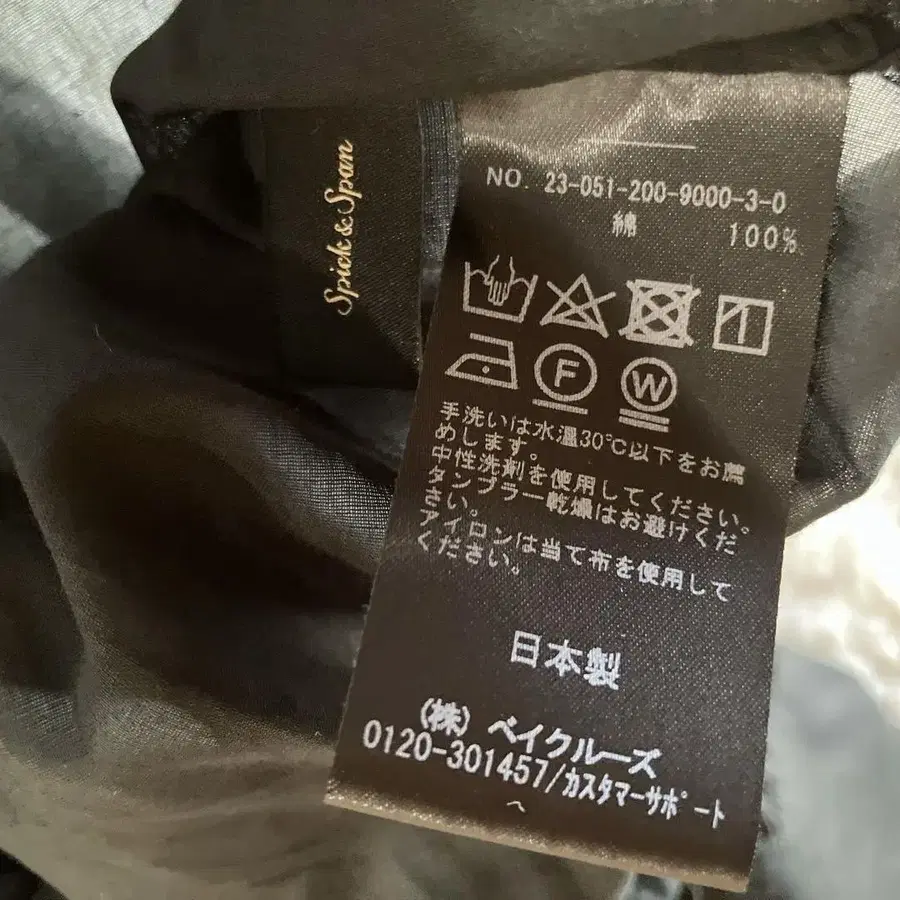 Spick & Span
NO. 23-051-200-9000-3-0
綿 100%
F W
手洗いは水温30℃以下をお薦
めします。
中性洗剤を使用してください。
タンブラー乾燥はお避けくだ
さい。
アイロンは当て布を使用して
ください。
日本製
(株) ベイクルーズ
0120-301457/カスタマーサポート